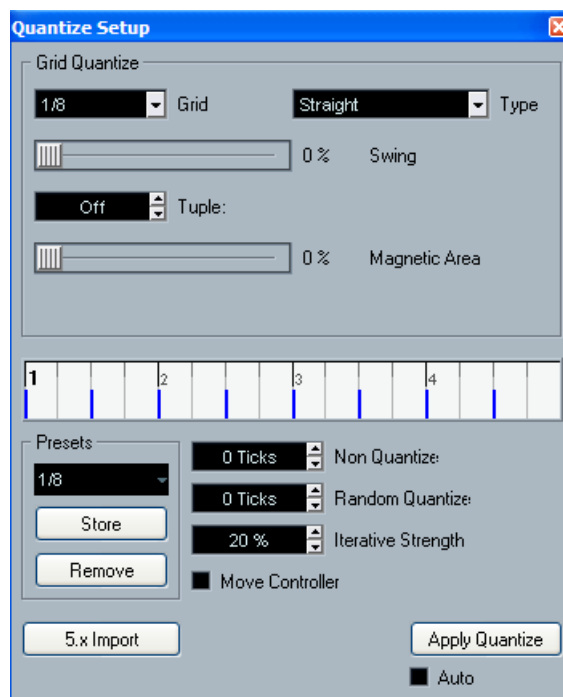 Quantize Setup
Grid Quantize
1/8 Grid Straight Type
0 % Swing
Off Tuple:
0 % Magnetic Area
1 2 3 4
Presets
1/8
Store
Remove
0 Ticks Non Quantize:
0 Ticks Random Quantize:
20 % Iterative Strength
Move Controller
5.x Import Apply Quantize
Auto